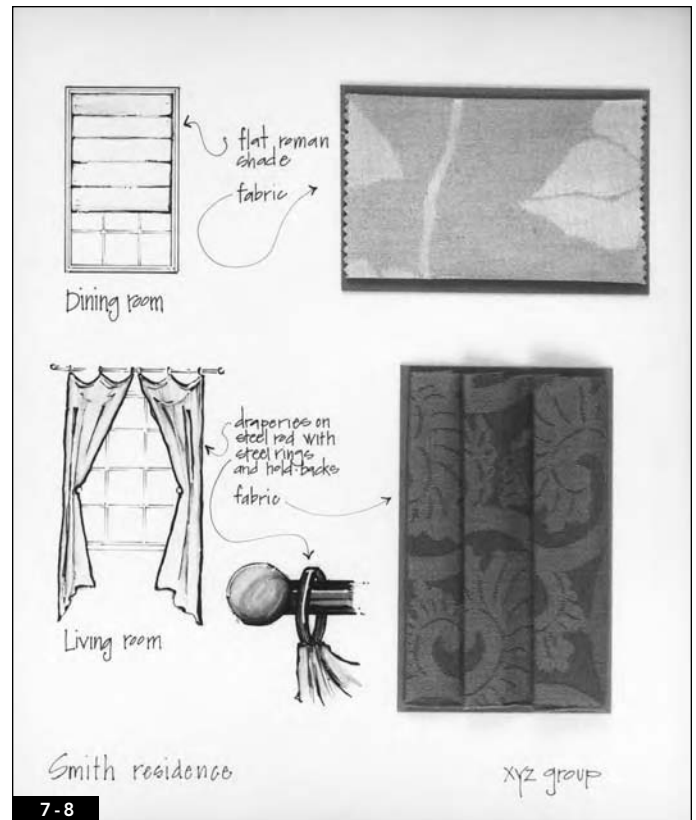 flat roman
shade
fabric
Dining room
draperies on
steel rod with
steel rings
and hold-backs
fabric
Living room
Smith residence
xyz group
7-8